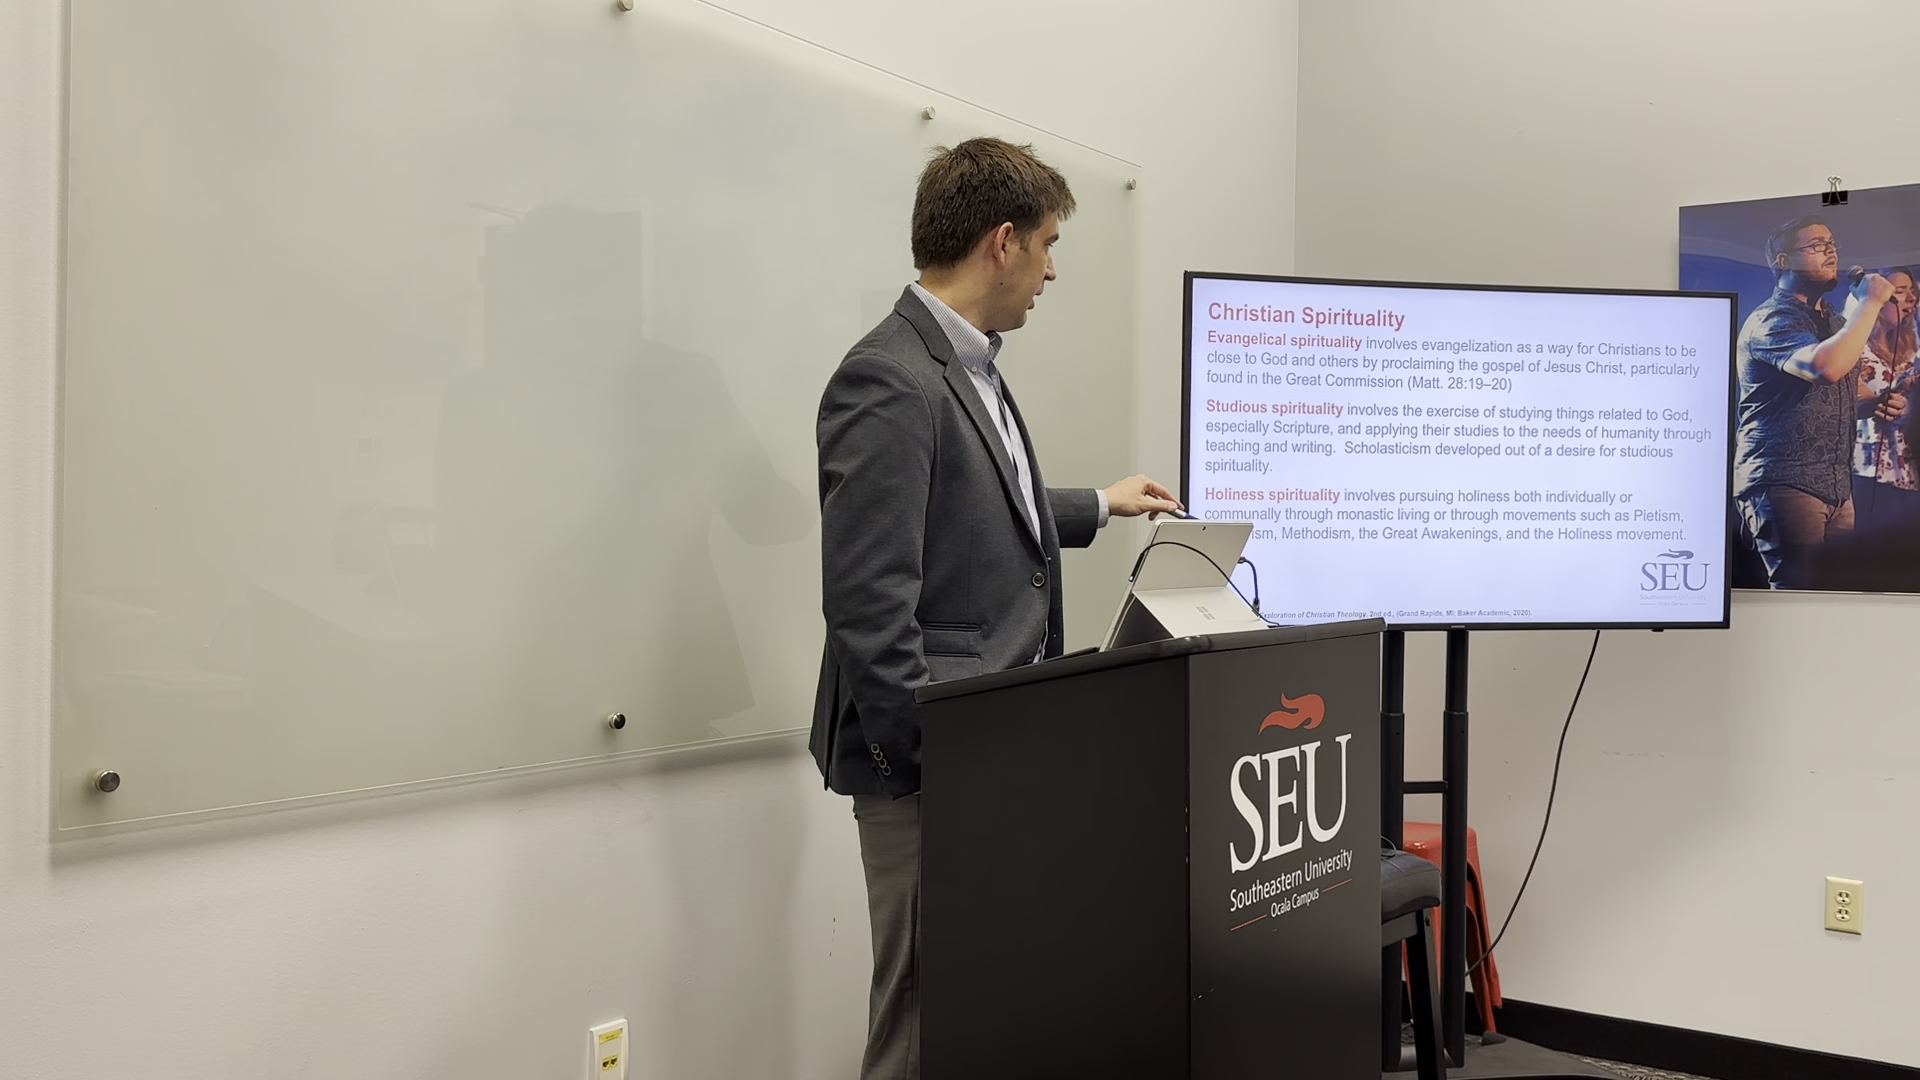 Christian Spirituality
Evangelical spirituality involves evangelization as a way for Christians to be
close to God and others by proclaiming the gospel of Jesus Christ, particularly
found in the Great Commission (Matt. 28:19–20)
Studious spirituality involves the exercise of studying things related to God,
especially Scripture, and applying their studies to the needs of humanity through
teaching and writing. Scholasticism developed out of a desire for studious
spirituality.
Holiness spirituality involves pursuing holiness both individually or
communally through monastic living or through movements such as Pietism,
ism, Methodism, the Great Awakenings, and the Holiness movement.
SEU
Southeastern University
Exploration of Christian Theology, 2nd ed., (Grand Rapids, MI: Baker Academic, 2020).
SEU
Southeastern University
Ocala Campus